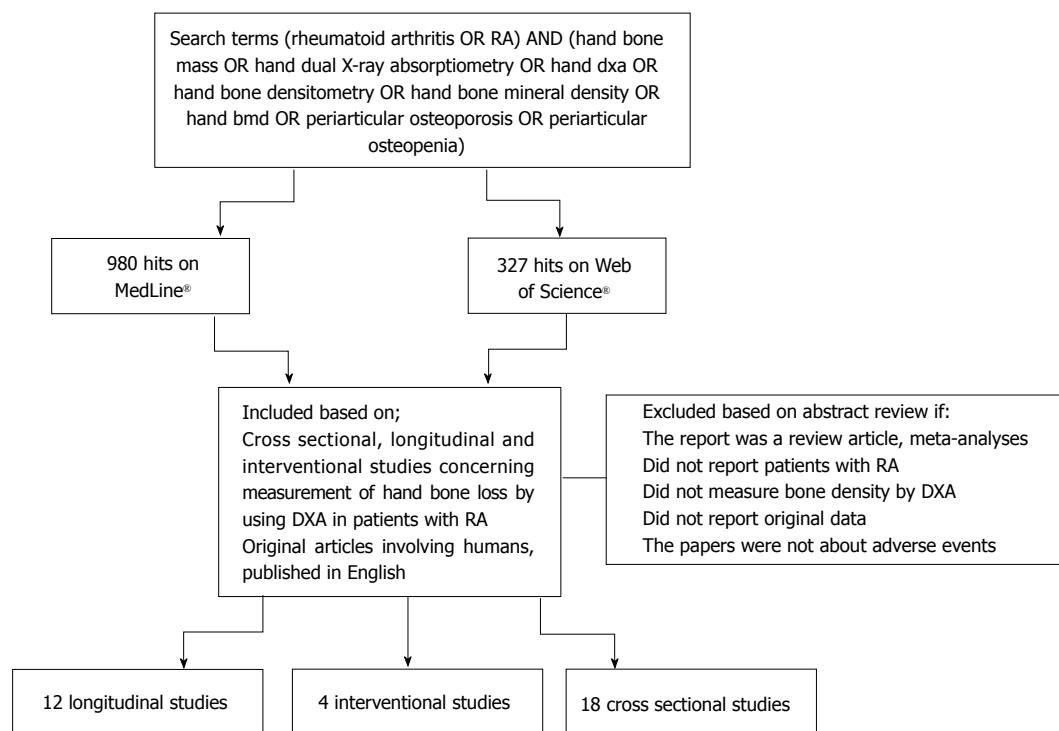 Search terms (rheumatoid arthritis OR RA) AND (hand bone
mass OR hand dual X-ray absorptiometry OR hand dxa OR
hand bone densitometry OR hand bone mineral density OR
hand bmd OR periarticular osteoporosis OR periarticular
osteopenia)
980 hits on
MedLine®
327 hits on Web
of Science®
Included based on;
Cross sectional, longitudinal and
interventional studies concerning
measurement of hand bone loss by
using DXA in patients with RA
Original articles involving humans,
published in English
Excluded based on abstract review if:
The report was a review article, meta-analyses
Did not report patients with RA
Did not measure bone density by DXA
Did not report original data
The papers were not about adverse events
12 longitudinal studies
4 interventional studies
18 cross sectional studies